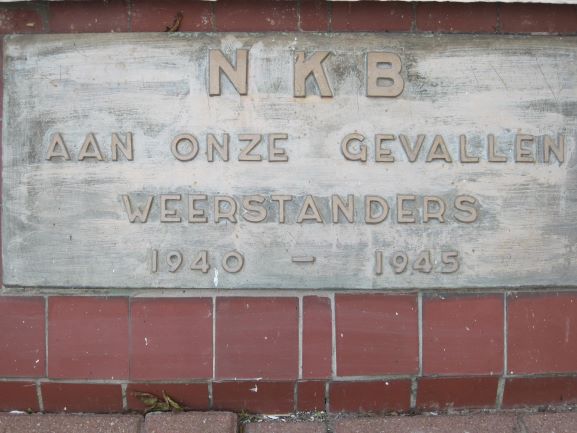 NKB
AAN ONZE GEVALLEN
WEERSTANDERS
1940 - 1945